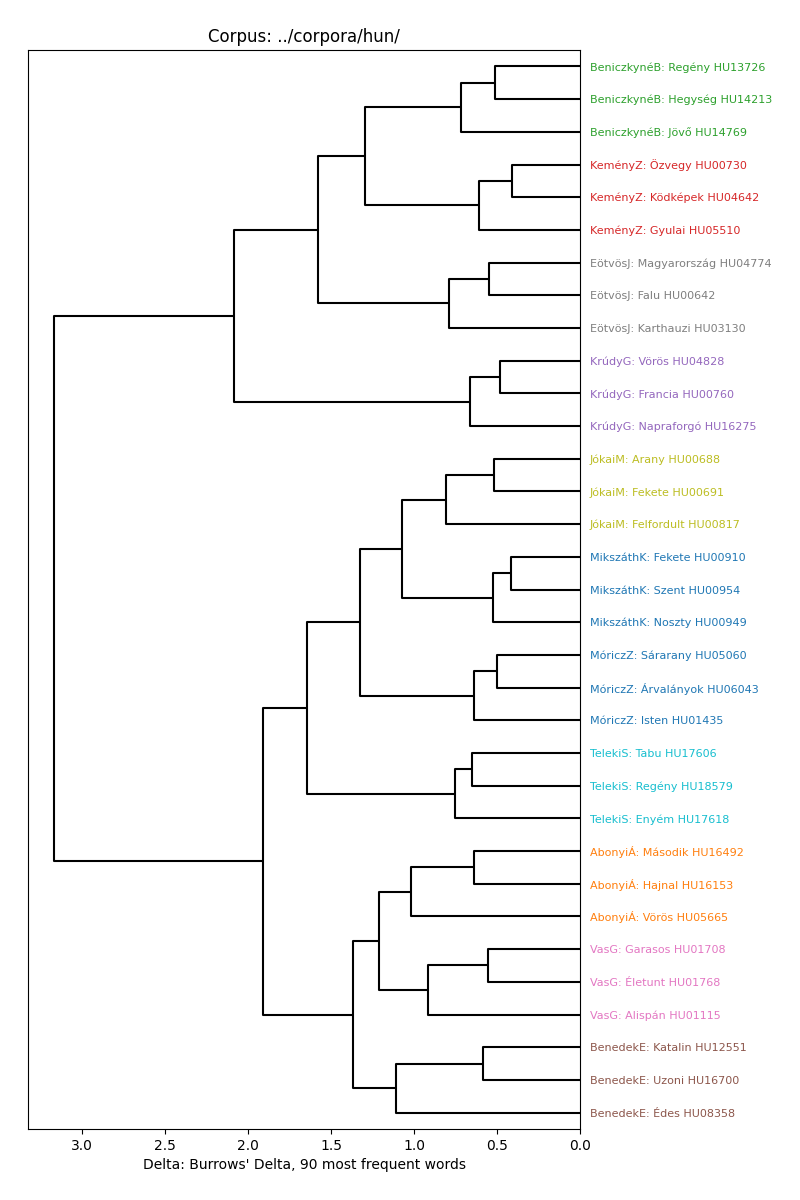 Corpus: ../corpora/hun/
BeniczkynéB: Regény HU13726
BeniczkynéB: Hegység HU14213
BeniczkynéB: Jövő HU14769
KeményZ: Özvegy HU00730
KeményZ: Ködképek HU04642
KeményZ: Gyulai HU05510
EötvösJ: Magyarország HU04774
EötvösJ: Falu HU00642
EötvösJ: Karthauzi HU03130
KrúdyG: Vörös HU04828
KrúdyG: Francia HU00760
KrúdyG: Napraforgó HU16275
JókaiM: Arany HU00688
JókaiM: Fekete HU00691
JókaiM: Felfordult HU00817
MikszáthK: Fekete HU00910
MikszáthK: Szent HU00954
MikszáthK: Noszty HU00949
MóriczZ: Sárarany HU05060
MóriczZ: Árvalányok HU06043
MóriczZ: Isten HU01435
TelekiS: Tabu HU17606
TelekiS: Regény HU18579
TelekiS: Enyém HU17618
AbonyiÁ: Második HU16492
AbonyiÁ: Hajnal HU16153
AbonyiÁ: Vörös HU05665
VasG: Garasos HU01708
VasG: Életunt HU01768
VasG: Alispán HU01115
BenedekE: Katalin HU12551
BenedekE: Uzoni HU16700
BenedekE: Édes HU08358
3.0 2.5 2.0 1.5 1.0 0.5 0.0
Delta: Burrows' Delta, 90 most frequent words